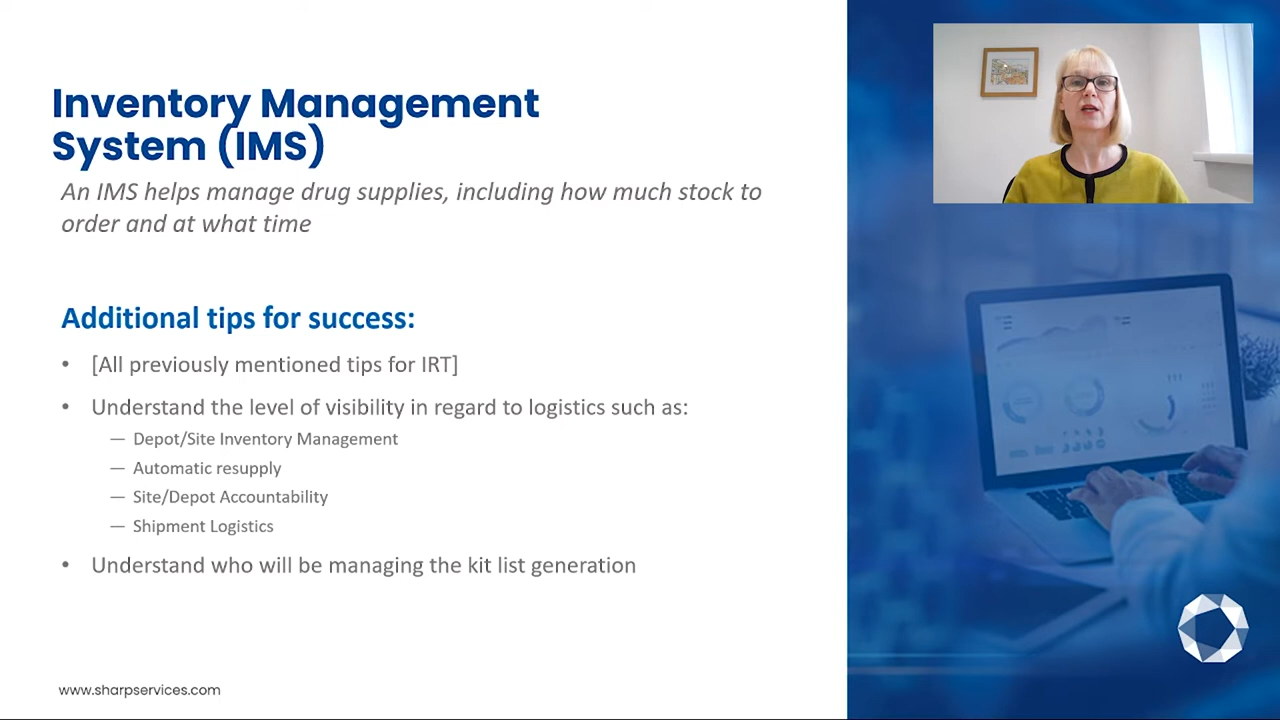 Inventory Management
System (IMS)
An IMS helps manage drug supplies, including how much stock to
order and at what time
Additional tips for success:
• [All previously mentioned tips for IRT]
• Understand the level of visibility in regard to logistics such as:
— Depot/Site Inventory Management
— Automatic resupply
— Site/Depot Accountability
— Shipment Logistics
• Understand who will be managing the kit list generation
www.sharpservices.com